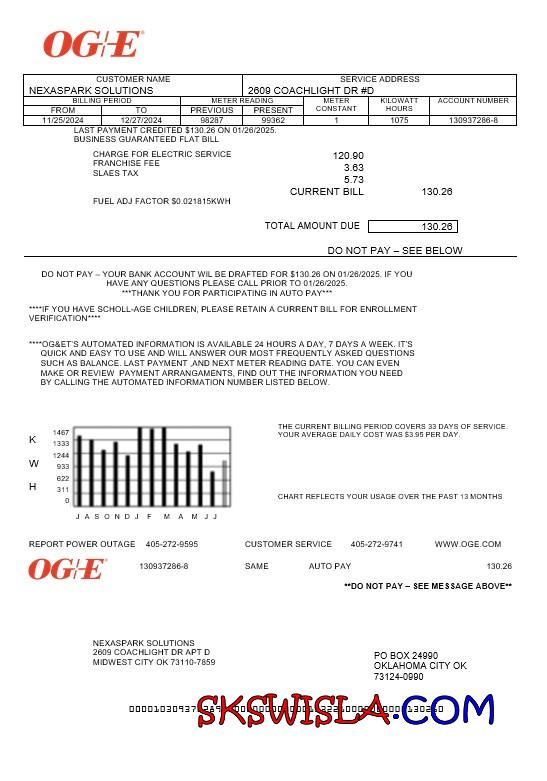 OG+E
CUSTOMER NAME SERVICE ADDRESS
NEXASPARK SOLUTIONS 2609 COACHLIGHT DR #D
BILLING PERIOD METER READING METER CONSTANT KILOWATT HOURS ACCOUNT NUMBER
FROM TO PREVIOUS PRESENT
11/25/2024 12/27/2024 98287 99362 1 1075 130937286-8
LAST PAYMENT CREDITED $130.26 ON 01/26/2025.
BUSINESS GUARANTEED FLAT BILL
CHARGE FOR ELECTRIC SERVICE 120.90
FRANCHISE FEE 3.63
SLAES TAX 5.73
CURRENT BILL 130.26
FUEL ADJ FACTOR $0.021815KWH
TOTAL AMOUNT DUE 130.26
DO NOT PAY – SEE BELOW
DO NOT PAY – YOUR BANK ACCOUNT WIL BE DRAFTED FOR $130.26 ON 01/26/2025. IF YOU
HAVE ANY QUESTIONS PLEASE CALL PRIOR TO 01/26/2025.
***THANK YOU FOR PARTICIPATING IN AUTO PAY***
****IF YOU HAVE SCHOLL-AGE CHILDREN, PLEASE RETAIN A CURRENT BILL FOR ENROLLMENT
VERIFICATION****
****OG&ET'S AUTOMATED INFORMATION IS AVAILABLE 24 HOURS A DAY, 7 DAYS A WEEK. IT'S
QUICK AND EASY TO USE AND WILL ANSWER OUR MOST FREQUENTLY ASKED QUESTIONS
SUCH AS BALANCE. LAST PAYMENT ,AND NEXT METER READING DATE. YOU CAN EVEN
MAKE OR REVIEW PAYMENT ARRANGAMENTS, FIND OUT THE INFORMATION YOU NEED
BY CALLING THE AUTOMATED INFORMATION NUMBER LISTED BELOW.
K
W
H
1467
1333
1244
933
622
311
0
J A S O N D J F M A M J J
THE CURRENT BILLING PERIOD COVERS 33 DAYS OF SERVICE.
YOUR AVERAGE DAILY COST WAS $3.95 PER DAY.
CHART REFLECTS YOUR USAGE OVER THE PAST 13 MONTHS
REPORT POWER OUTAGE 405-272-9595 CUSTOMER SERVICE 405-272-9741 WWW.OGE.COM
OG+E 130937286-8 SAME AUTO PAY 130.26
**DO NOT PAY – SEE MESSAGE ABOVE**
NEXASPARK SOLUTIONS
2609 COACHLIGHT DR APT D
MIDWEST CITY OK 73110-7859
PO BOX 24990
OKLAHOMA CITY OK
73124-0990
SKSWISLA.COM